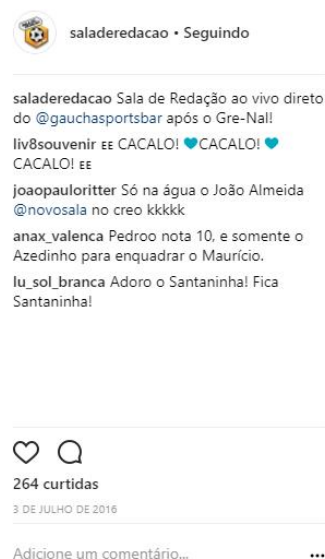 saladeredacao • Seguindo
saladeredacao Sala de Redação ao vivo direto
do @gauchasportsbar após o Gre-Nal!
liv8souvenir ᴇᴇ CACALO! 💙CACALO! 💙
CACALO! ᴇᴇ
joaopauloritter Só na água o João Almeida
@novosala no creo kkkkk
anax_valenca Pedroo nota 10, e somente o
Azedinho para enquadrar o Maurício.
lu_sol_branca Adoro o Santaninha! Fica
Santaninha!
264 curtidas
3 DE JULHO DE 2016
Adicione um comentário...